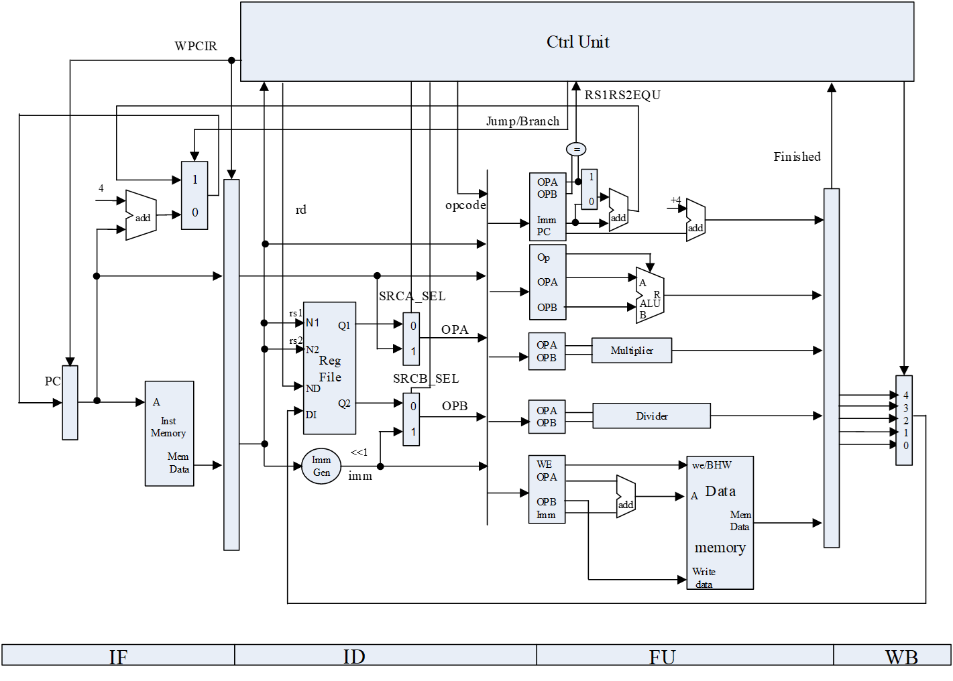 Ctrl Unit
WPCIR
RS1RS2EQU
Jump/Branch
=
Finished
1
0
4
add
rd
opcode
OPA
OPB
Imm
PC
1
0
add
+4
add
Op
OPA
OPB
A
R
ALU
B
SRCA_SEL
rs1
N1
Q1
rs2
N2
Reg
File
ND
Q2
DI
0
1
OPA
SRCB_SEL
0
1
OPB
OPA
OPB
Multiplier
OPA
OPB
Divider
PC
A
Inst
Memory
Mem
Data
Imm
Gen
<<1
imm
WE
OPA
OPB
Imm
add
we/BHW
A
Data
Mem
Data
memory
Write
data
4
3
2
1
0
IF
ID
FU
WB